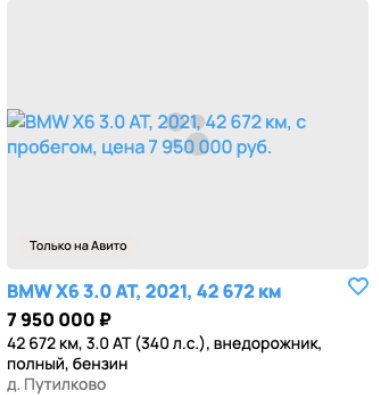 BMW X6 3.0 AT, 2021, 42 672 км, с
пробегом, цена 7 950 000 руб.
Только на Авито
BMW X6 3.0 AT, 2021, 42 672 км
7 950 000 ₽
42 672 км, 3.0 AT (340 л.с.), внедорожник,
полный, бензин
д. Путилково